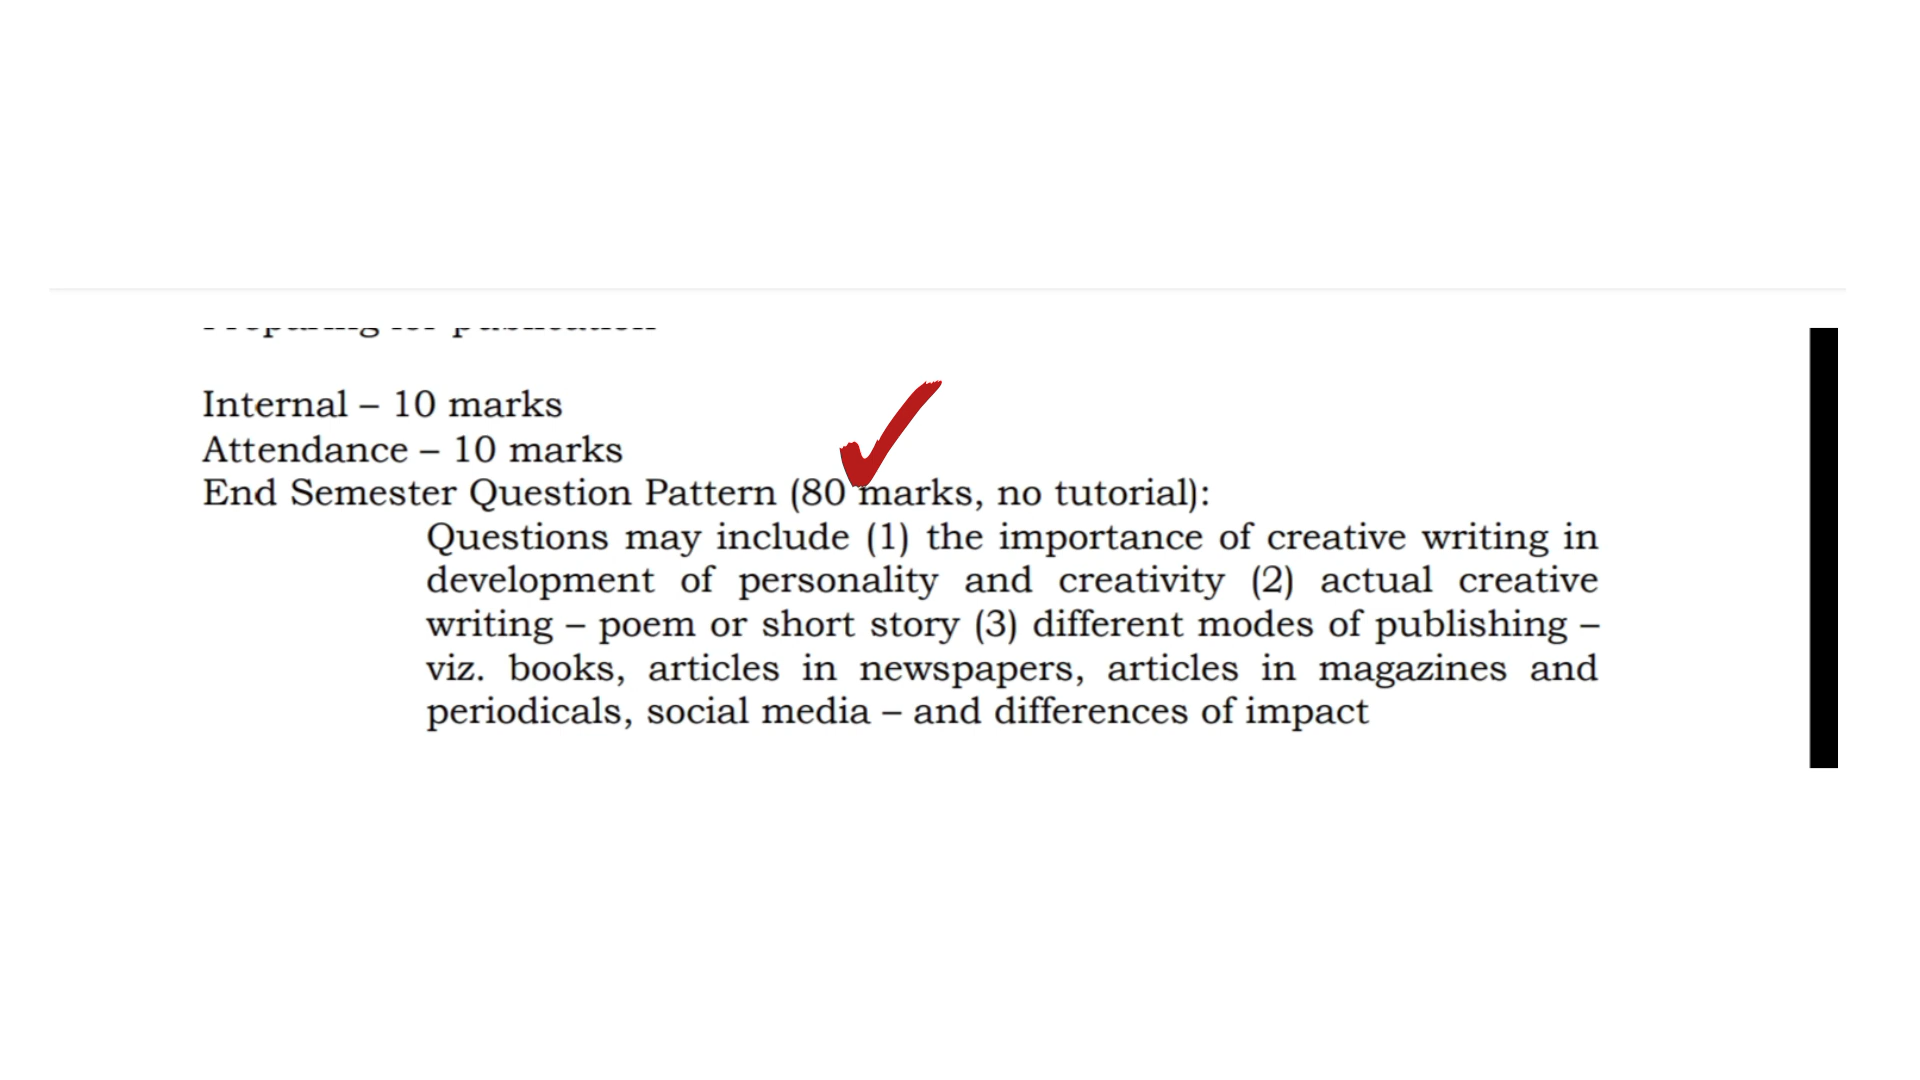 Preparing for publication
Internal – 10 marks
Attendance – 10 marks
End Semester Question Pattern (80 marks, no tutorial):
Questions may include (1) the importance of creative writing in
development of personality and creativity (2) actual creative
writing – poem or short story (3) different modes of publishing –
viz. books, articles in newspapers, articles in magazines and
periodicals, social media – and differences of impact